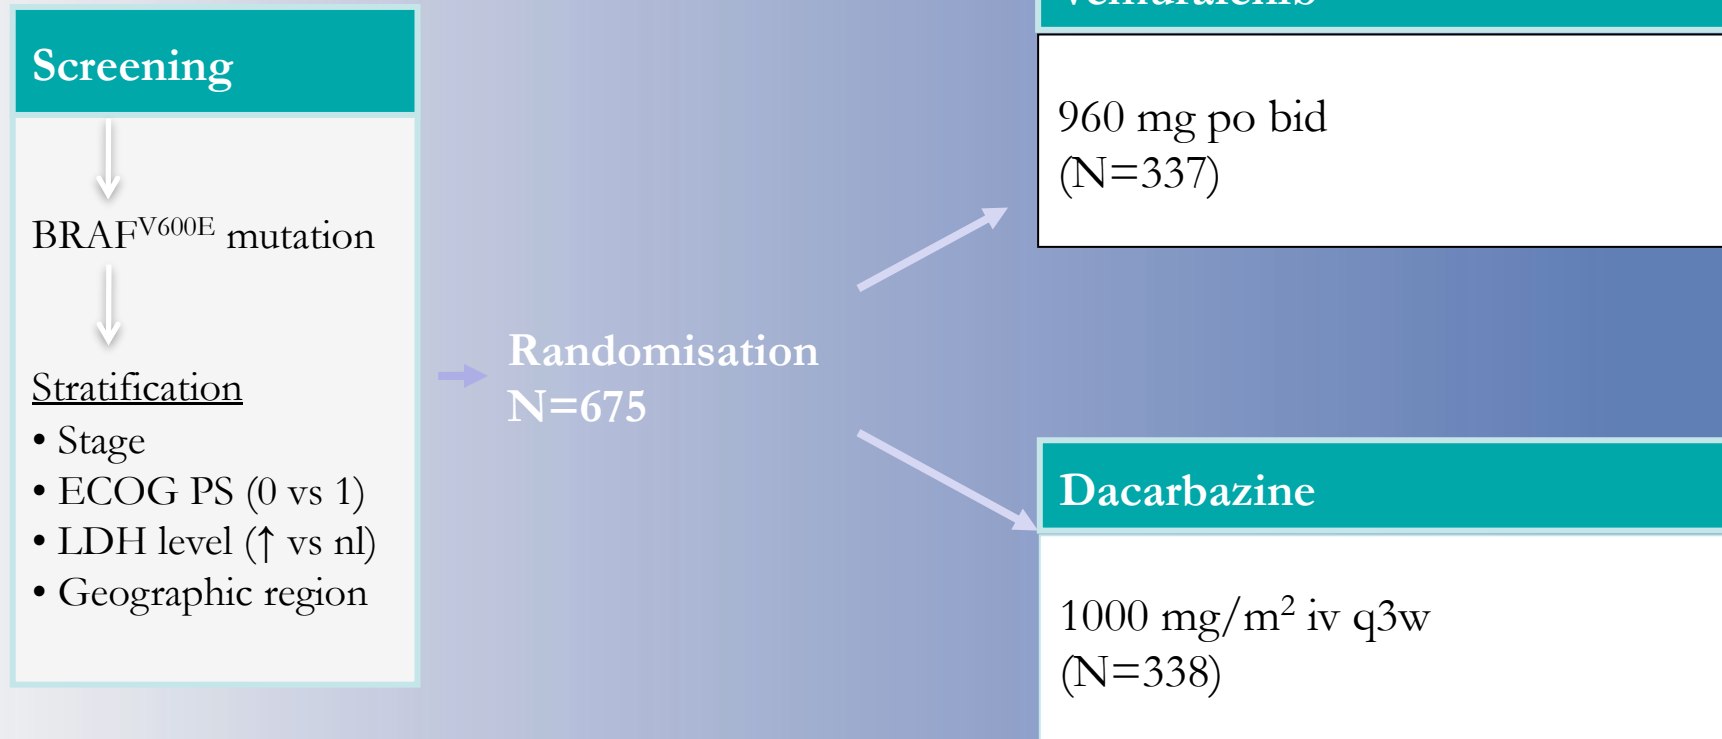 Screening
BRAFV600E mutation
Stratification
• Stage
• ECOG PS (0 vs 1)
• LDH level (↑ vs nl)
• Geographic region
Randomisation
N=675
Vemurafenib
960 mg po bid
(N=337)
Dacarbazine
1000 mg/m2 iv q3w
(N=338)